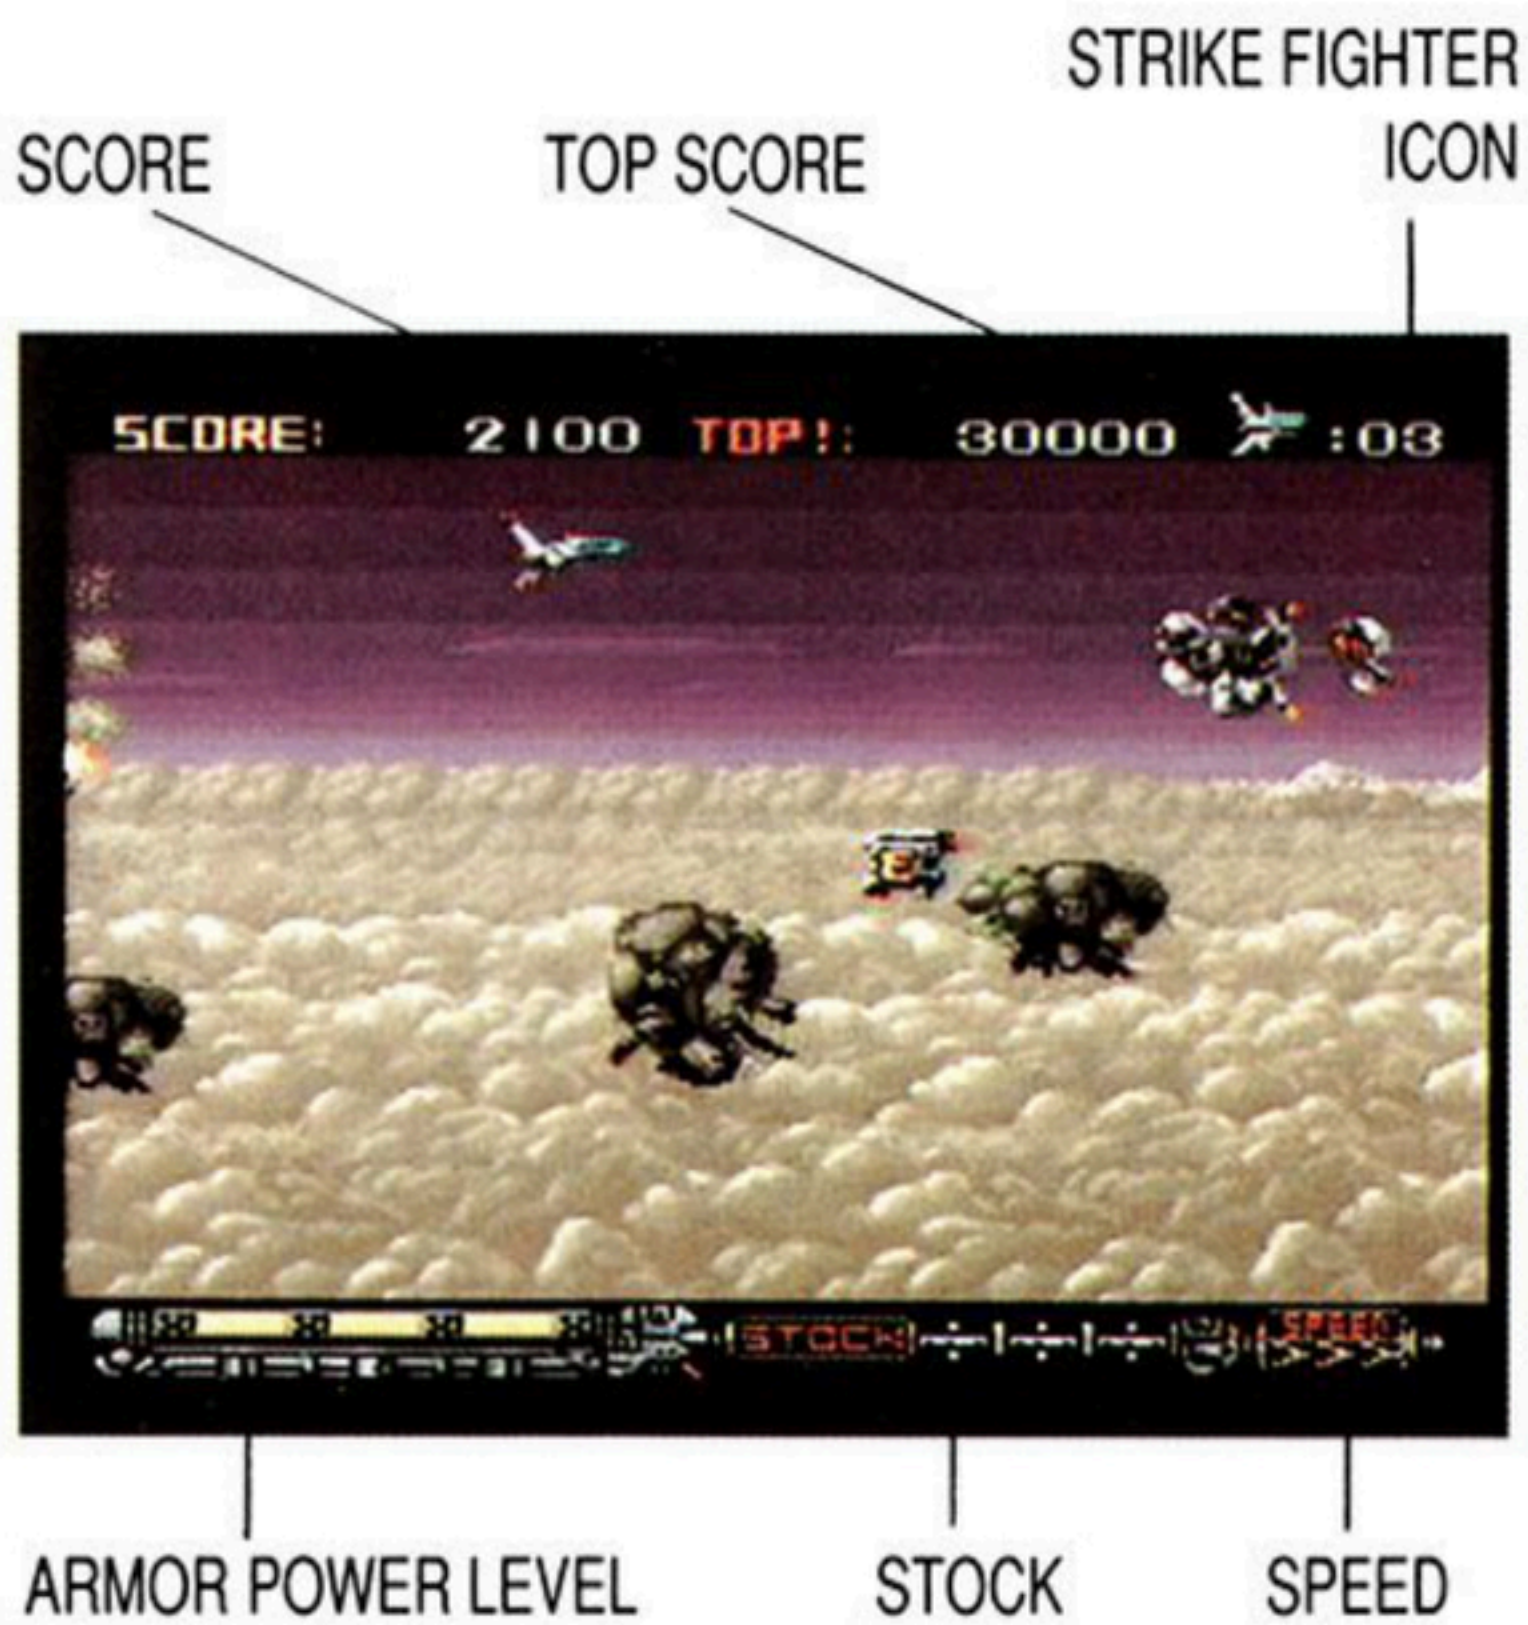 STRIKE FIGHTER
ICON
SCORE
TOP SCORE
SCORE: 2100 TOP!: 30000 :03
E
STOCK SPEED
ARMOR POWER LEVEL
STOCK
SPEED